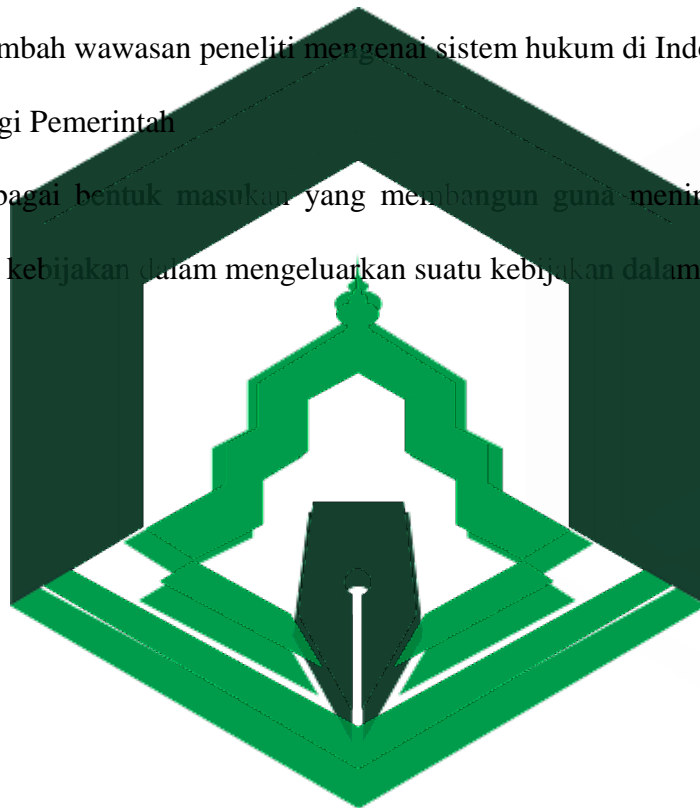 mbah wawasan peneliti mengenai sistem hukum di Indo
gi Pemerintah
bagai bentuk masukan yang membangun guna menin
kebijakan dalam mengeluarkan suatu kebijakan dalam